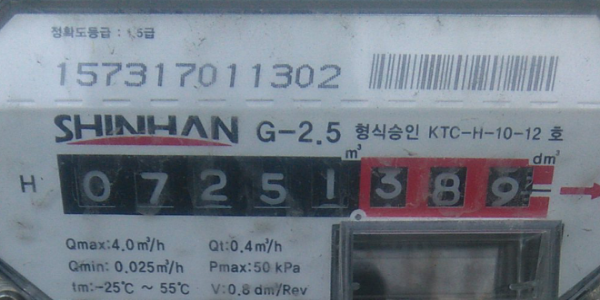 정확도등급 : 1.5급
157317011302
SHINHAN G-2.5 형식승인 KTC-H-10-12 호
m³ dm³
H 07251 389
Qmax:4.0㎥/h Qt:0.4㎥/h
Qmin: 0.025㎥/h Pmax:50 kPa
tm:-25℃ ~ 55℃ V:0.8 dm/Rev